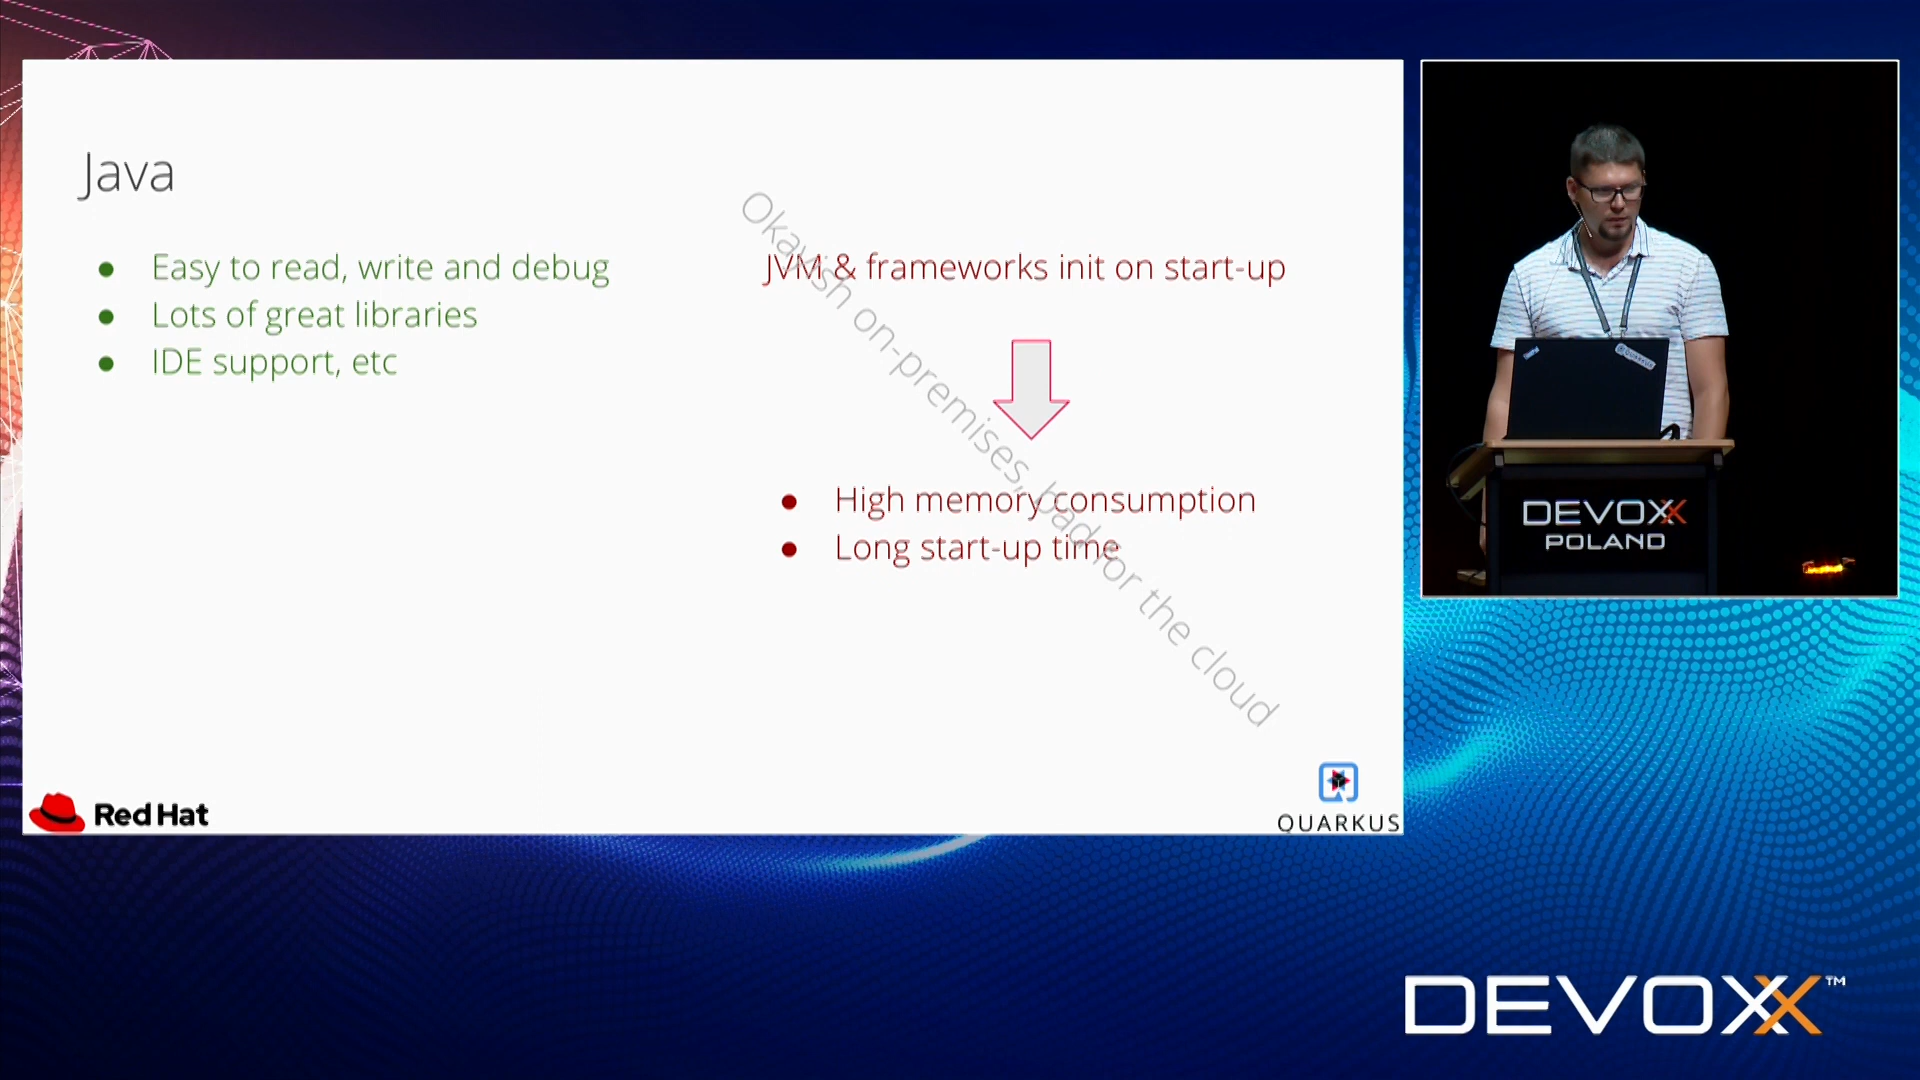 Java
Easy to read, write and debug
Lots of great libraries
IDE support, etc
JVM & frameworks init on start-up
High memory consumption
Long start-up time
Okayish on-premises, bad for the cloud
Red Hat
QUARKUS
QUARKUS
DEVOXX
POLAND
DEVOXX™